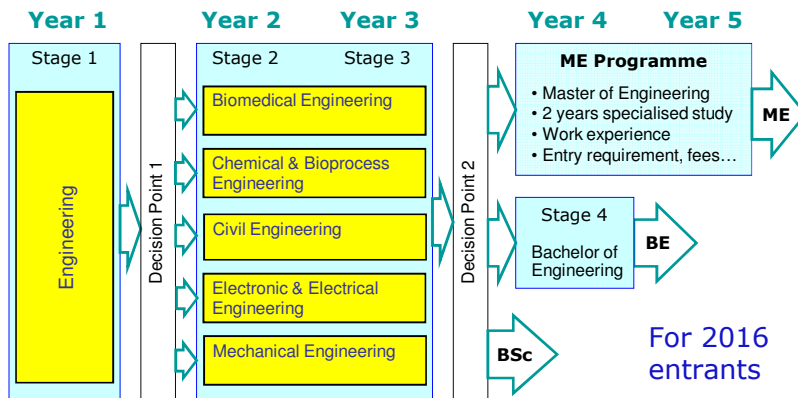 Year 1
Year 2
Year 3
Year 4
Year 5
Stage 1
Engineering
Decision Point 1
Stage 2
Stage 3
Biomedical Engineering
Chemical & Bioprocess
Engineering
Civil Engineering
Electronic & Electrical
Engineering
Mechanical Engineering
Decision Point 2
ME Programme
• Master of Engineering
• 2 years specialised study
• Work experience
• Entry requirement, fees…
ME
Stage 4
Bachelor of
Engineering
BE
BSc
For 2016
entrants